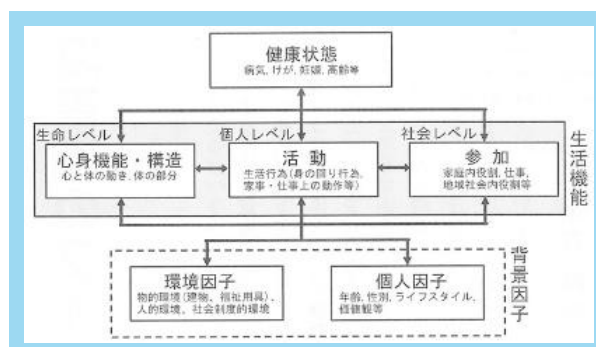 健康状態
病気, けが, 妊娠, 高齢等
生命レベル
個人レベル
社会レベル
心身機能・構造
心と体の動き, 体の部分
活動
生活行為(身の回り行為,
家事・仕事上の動作等)
参加
家庭内役割, 仕事,
地域社会内役割等
生活機能
環境因子
物的環境(建物、福祉用具)、
人的環境、社会制度的環境
個人因子
年齢, 性別, ライフスタイル,
価値観等
背景因子